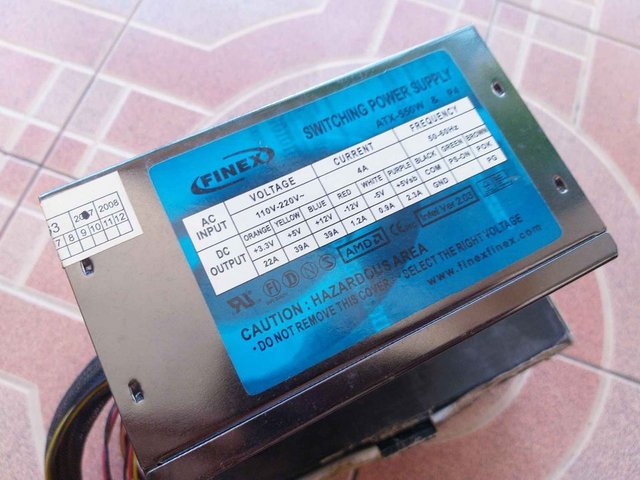 FINEX
SWITCHING POWER SUPPLY
ATX-550W & P4
AC INPUT VOLTAGE CURRENT FREQUENCY
110V-220V~ 4A 50-60Hz
DC OUTPUT ORANGE YELLOW BLUE RED WHITE PURPLE BLACK GREEN BROWN
+3.3V +5V +12V -12V -5V +5Vsb COM PS-ON POK
22A 39A 39A 1.2A 0.9A 2.3A GND PG
AMD CE Intel Ver 2.03
CAUTION : HAZARDOUS AREA
• DO NOT REMOVE THIS COVER • SELECT THE RIGHT VOLTAGE
www.finexfinex.com
3 2008
7 8 9 10 11 12